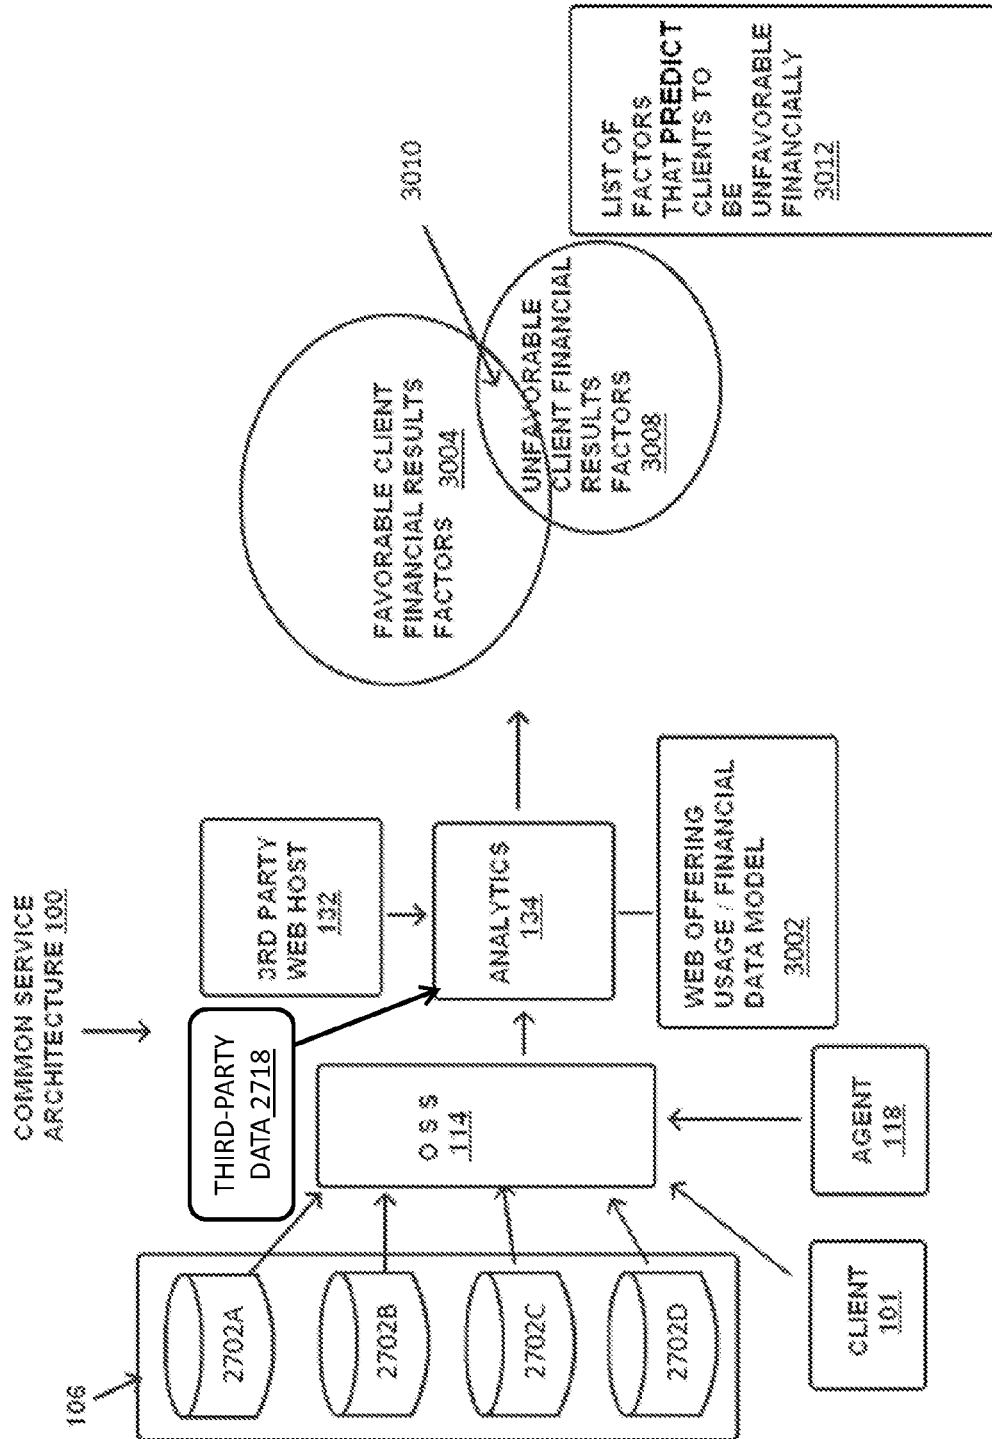 COMMON SERVICE
ARCHITECTURE 100
106
2702A
2702B
2702C
2702D
THIRD-PARTY
DATA 2718
O S S
114
CLIENT
101
AGENT
118
3RD PARTY
WEB HOST
132
ANALYTICS
134
WEB OFFERING
USAGE / FINANCIAL
DATA MODEL
3002
FAVORABLE CLIENT
FINANCIAL RESULTS
FACTORS 3004
3010
UNFAVORABLE
CLIENT FINANCIAL
RESULTS
FACTORS
3008
LIST OF
FACTORS
THAT PREDICT
CLIENTS TO
BE
UNFAVORABLE
FINANCIALLY
3012